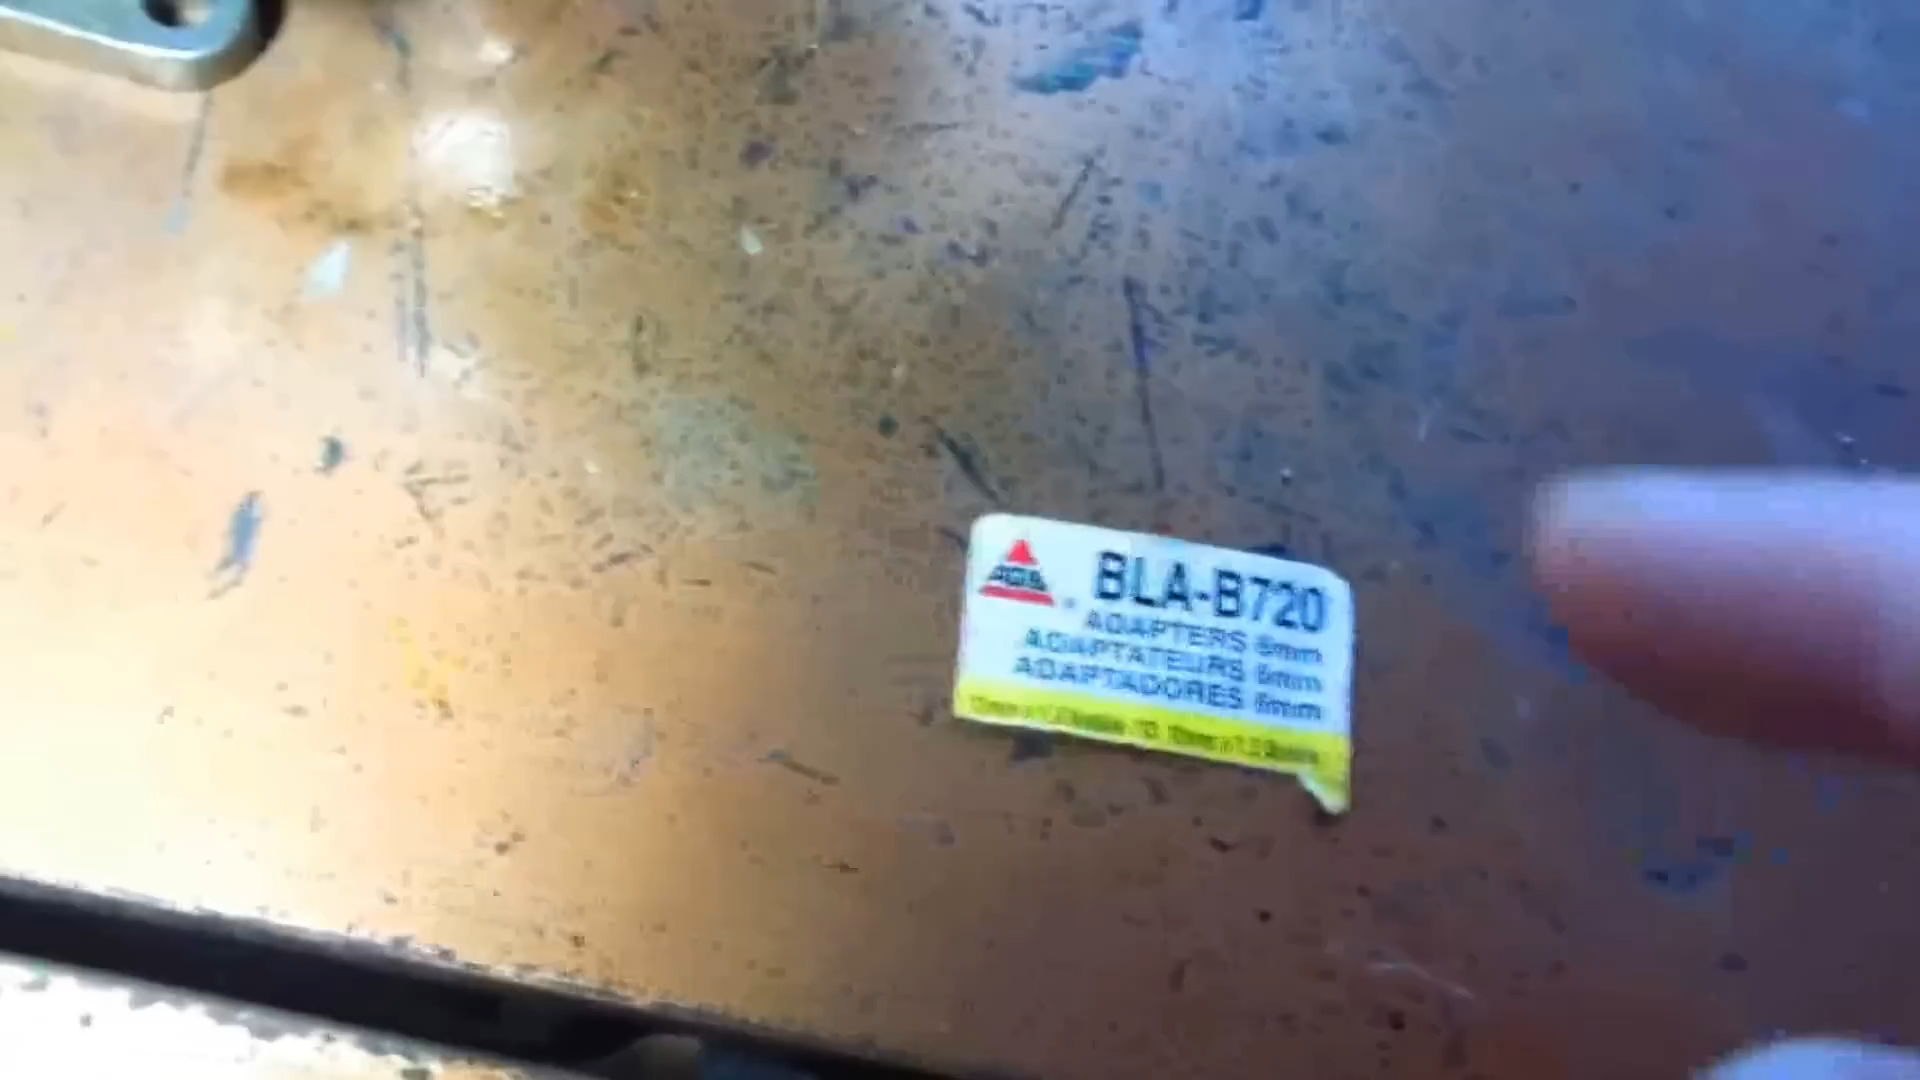 AGS
BLA-B720
ADAPTERS 6mm
ADAPTATEURS 6mm
ADAPTADORES 6mm